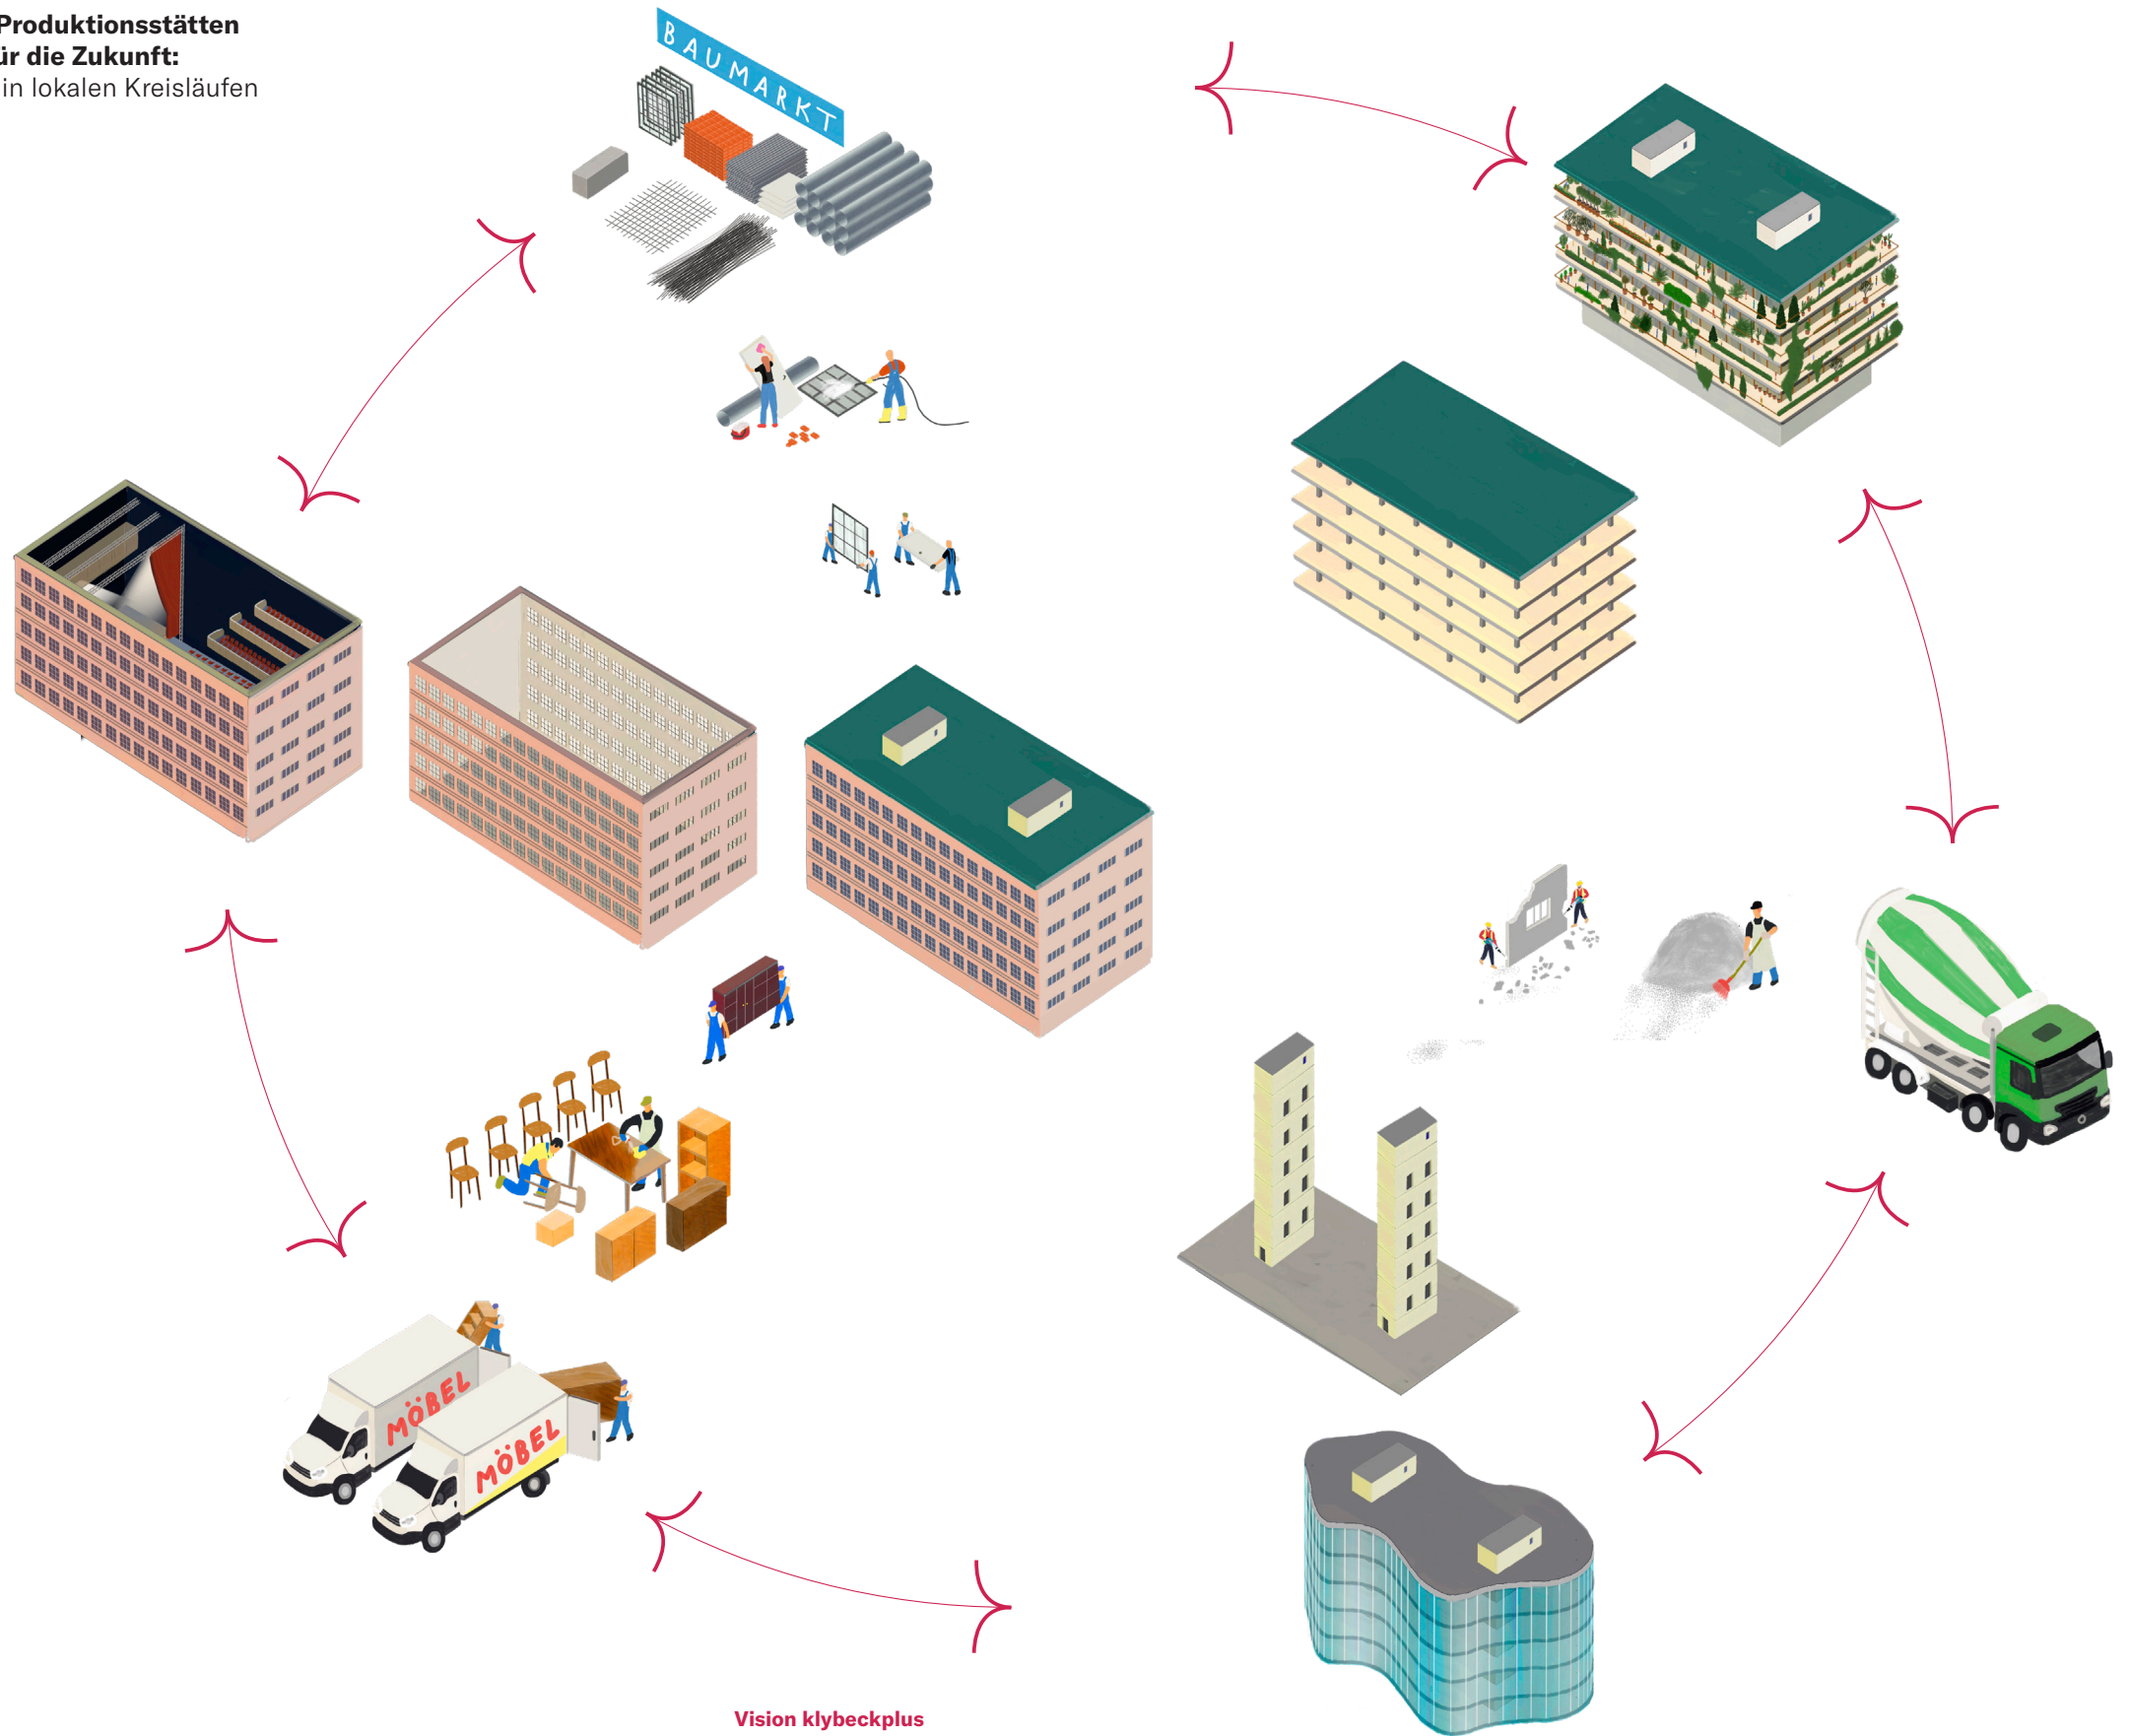 Produktionsstätten
ür die Zukunft:
in lokalen Kreisläufen
BAUMARKT
MÖBEL
MÖBEL
Vision klybeckplus